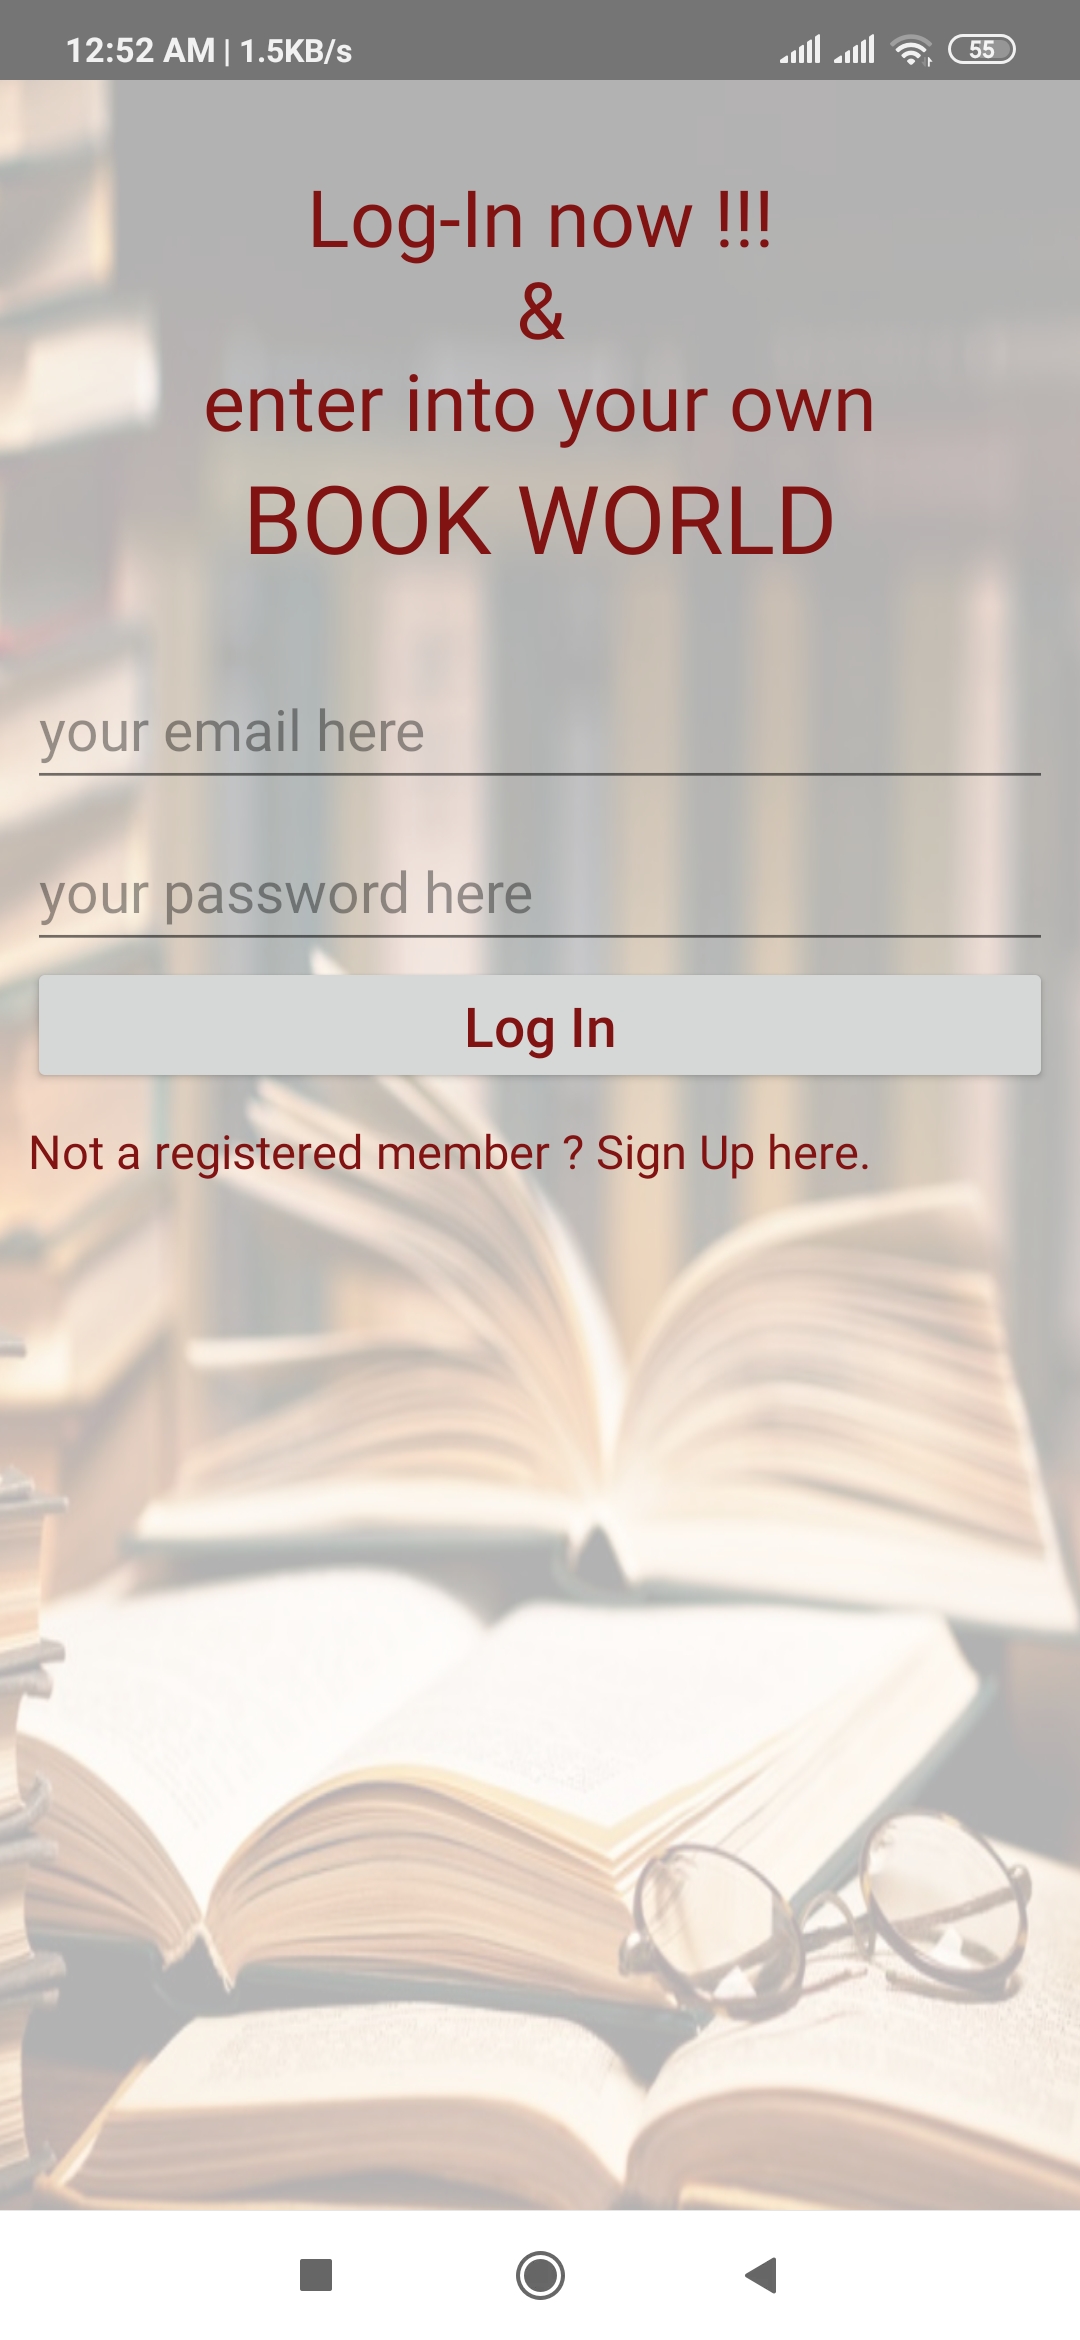 12:52 AM | 1.5KB/s 55
Log-In now !!!
&
enter into your own
BOOK WORLD
your email here
your password here
Log In
Not a registered member ? Sign Up here.